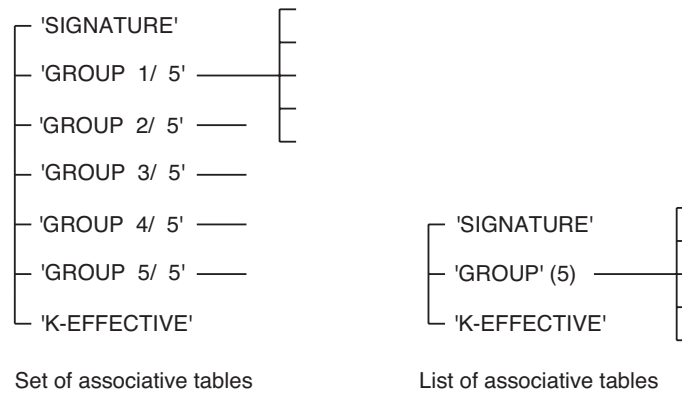 'SIGNATURE'
'GROUP 1/ 5'
'GROUP 2/ 5'
'GROUP 3/ 5'
'GROUP 4/ 5'
'GROUP 5/ 5'
'K-EFFECTIVE'
Set of associative tables
'SIGNATURE'
'GROUP' (5)
'K-EFFECTIVE'
List of associative tables